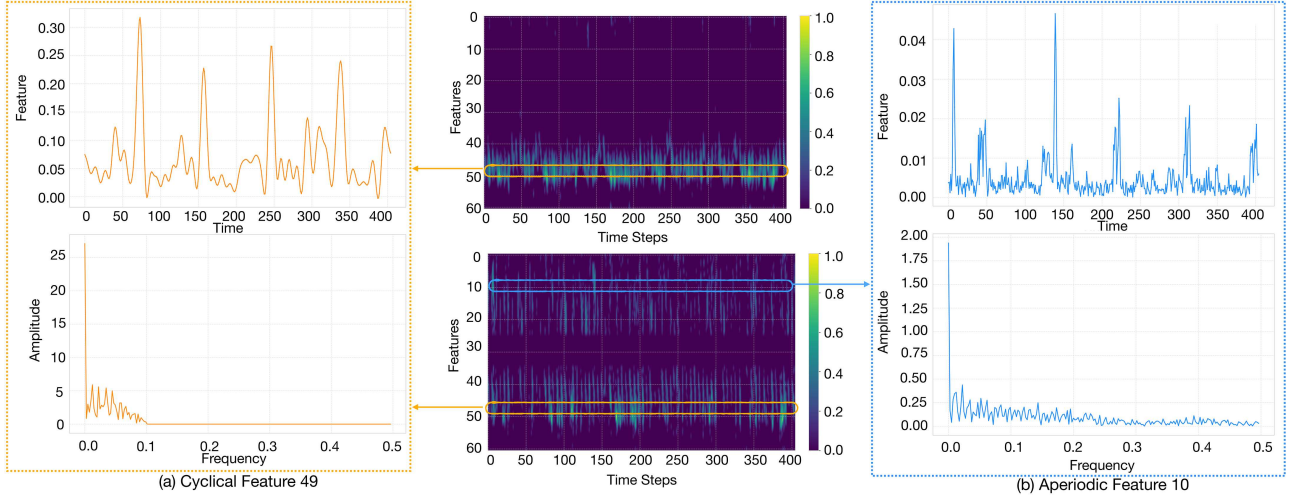 0.30
0.25
0.20
0.15
0.10
0.05
0.00
Feature
0 50 100 150 200 250 300 350 400
Time
25
20
15
10
5
0
Amplitude
0.0 0.1 0.2 0.3 0.4 0.5
Frequency
(a) Cyclical Feature 49
0
10
20
30
40
50
60
Features
0 50 100 150 200 250 300 350 400
Time Steps
1.0
0.8
0.6
0.4
0.2
0.0
0
10
20
30
40
50
60
Features
0 50 100 150 200 250 300 350 400
Time Steps
1.0
0.8
0.6
0.4
0.2
0.0
0.04
0.03
0.02
0.01
0.00
Feature
0 50 100 150 200 250 300 350 400
Time
2.00
1.75
1.50
1.25
1.00
0.75
0.50
0.25
0.00
Amplitude
0.0 0.1 0.2 0.3 0.4 0.5
Frequency
(b) Aperiodic Feature 10